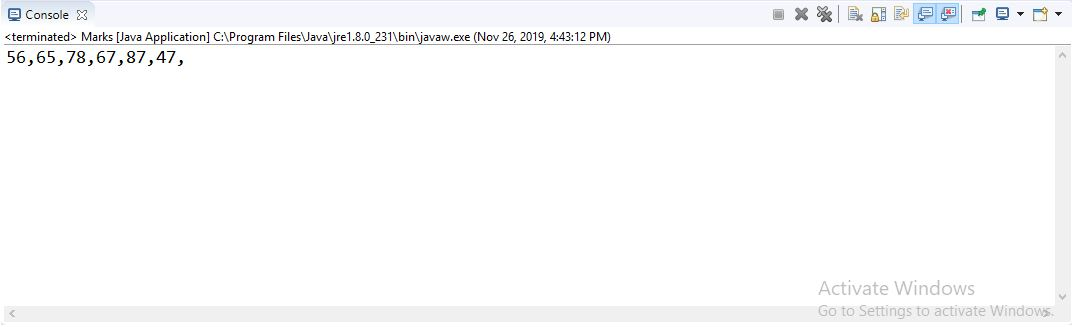 Console
<terminated> Marks [Java Application] C:\Program Files\Java\jre1.8.0_231\bin\javaw.exe (Nov 26, 2019, 4:43:12 PM)
56,65,78,67,87,47,
Activate Windows
Go to Settings to activate Windows.